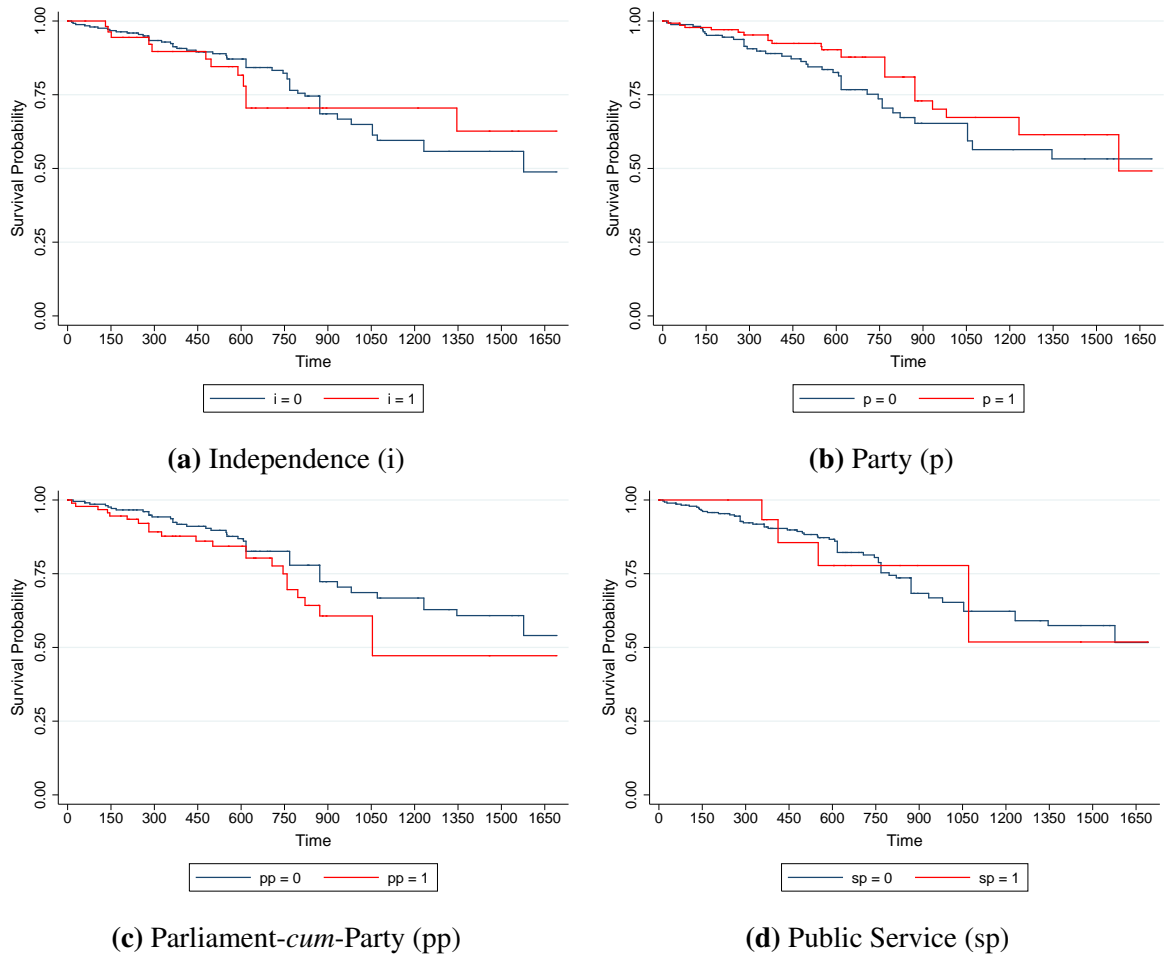 1.00
0.75
0.50
0.25
0.00
Survival Probability
0 150 300 450 600 750 900 1050 1200 1350 1500 1650
Time
i = 0 i = 1
(a) Independence (i)
1.00
0.75
0.50
0.25
0.00
Survival Probability
0 150 300 450 600 750 900 1050 1200 1350 1500 1650
Time
p = 0 p = 1
(b) Party (p)
1.00
0.75
0.50
0.25
0.00
Survival Probability
0 150 300 450 600 750 900 1050 1200 1350 1500 1650
Time
pp = 0 pp = 1
(c) Parliament-cum-Party (pp)
1.00
0.75
0.50
0.25
0.00
Survival Probability
0 150 300 450 600 750 900 1050 1200 1350 1500 1650
Time
sp = 0 sp = 1
(d) Public Service (sp)